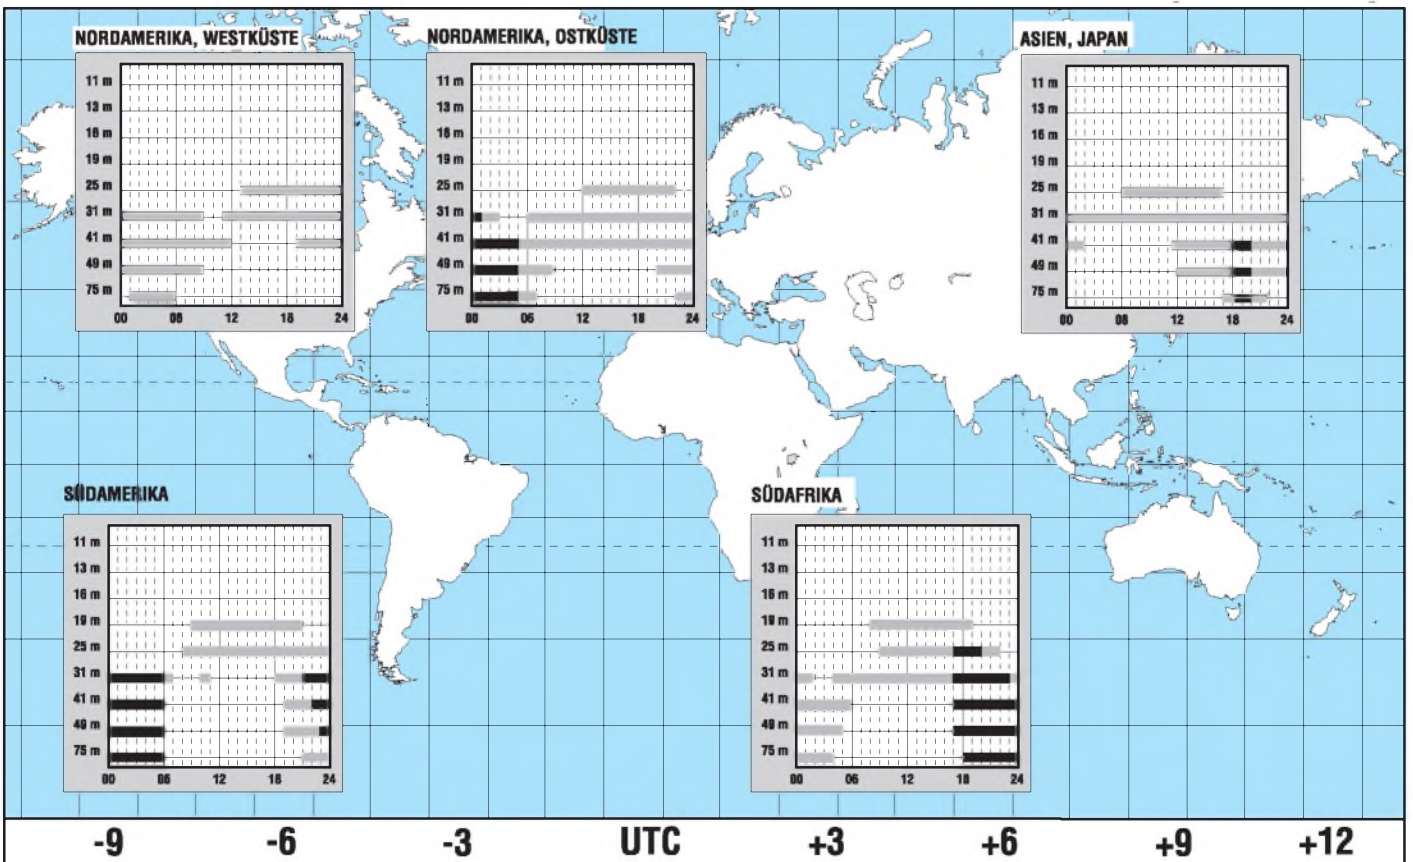 NORDAMERIKA, WESTKÜSTE
11 m
13 m
16 m
19 m
25 m
31 m
41 m
49 m
75 m
00 06 12 18 24
NORDAMERIKA, OSTKÜSTE
11 m
13 m
16 m
19 m
25 m
31 m
41 m
49 m
75 m
00 06 12 18 24
ASIEN, JAPAN
11 m
13 m
16 m
19 m
25 m
31 m
41 m
49 m
75 m
00 06 12 18 24
SÜDAMERIKA
11 m
13 m
16 m
19 m
25 m
31 m
41 m
49 m
75 m
00 06 12 18 24
SÜDAFRIKA
11 m
13 m
16 m
19 m
25 m
31 m
41 m
49 m
75 m
00 06 12 18 24
-9 -6 -3 UTC +3 +6 +9 +12